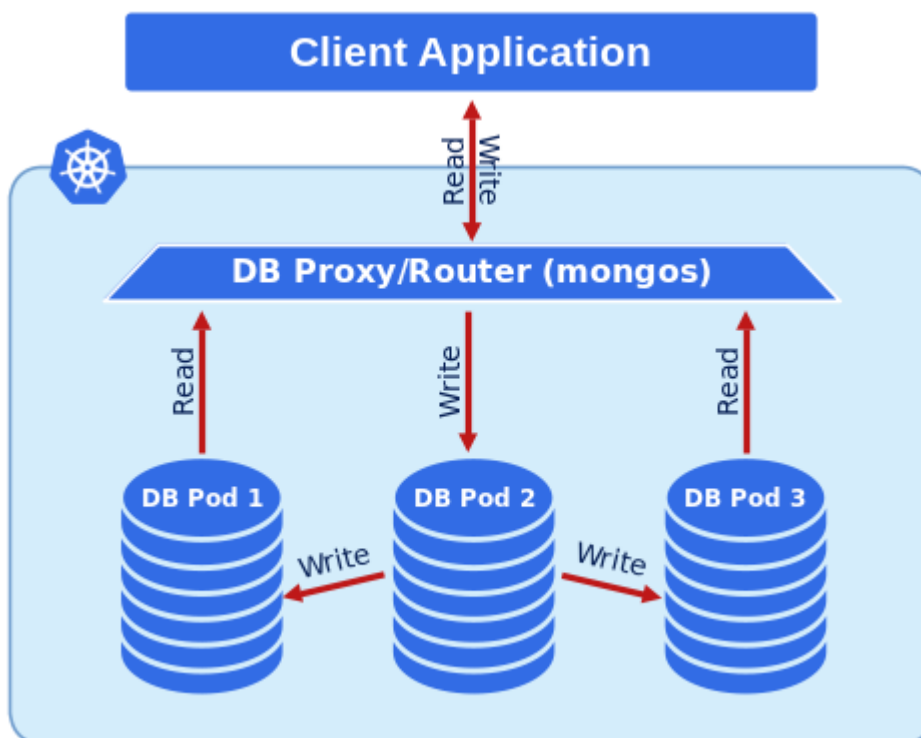 Client Application
Read
Write
DB Proxy/Router (mongos)
Read
Write
Read
DB Pod 1
DB Pod 2
DB Pod 3
Write
Write